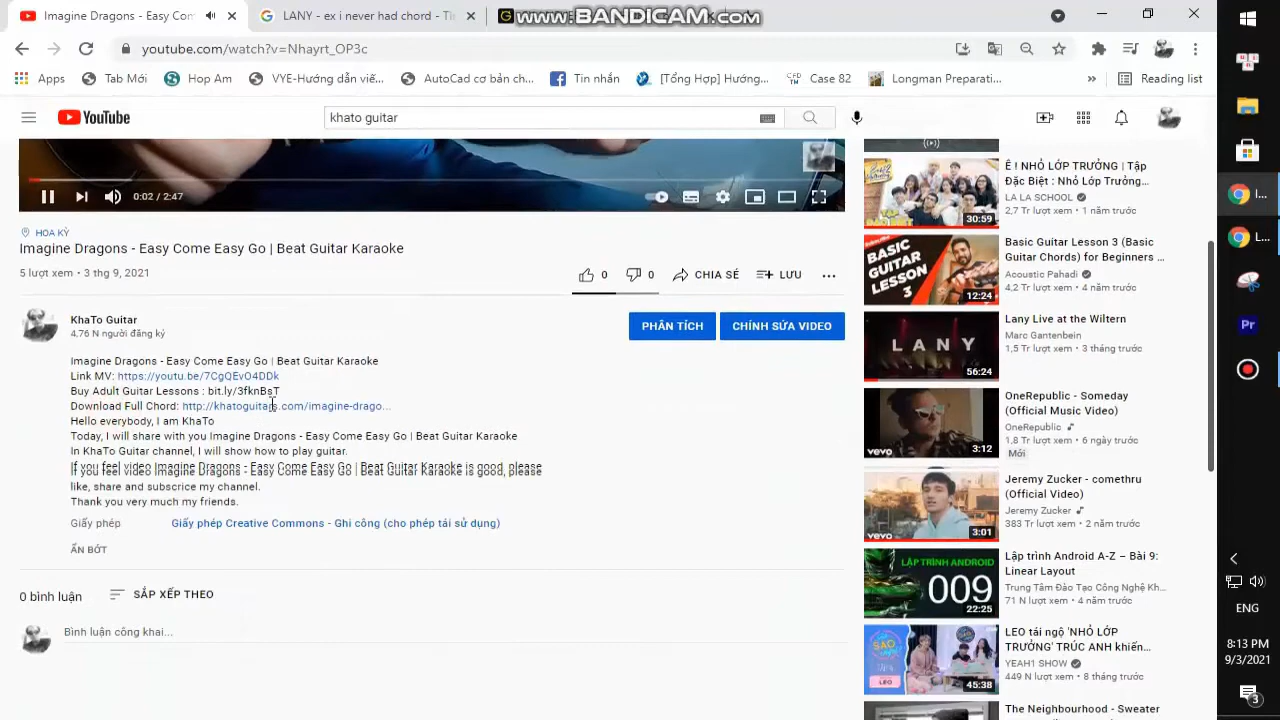 Imagine Dragons - Easy Com
LANY - ex i never had chord - Th
www.BANDICAM.com
youtube.com/watch?v=Nhayrt_OP3c
Apps
Tab Mới
Hop Am
VYE-Hướng dẫn viế...
AutoCad cơ bản ch...
Tin nhắn
[Tổng Hợp] Hướng...
Case 82
Longman Preparati...
»
Reading list
YouTube
khato guitar
0:02 / 2:47
HOA KỲ
Imagine Dragons - Easy Come Easy Go | Beat Guitar Karaoke
5 lượt xem • 3 thg 9, 2021
0
0
CHIA SẺ
LƯU
KhaTo Guitar
4.76 N người đăng ký
PHÂN TÍCH
CHỈNH SỬA VIDEO
Imagine Dragons - Easy Come Easy Go | Beat Guitar Karaoke
Link MV: https://youtu.be/7CgQEvO4DDk
Buy Adult Guitar Lessons : bit.ly/3fknBsT
Download Full Chord: http://khatoguitars.com/imagine-drago...
Hello everybody, I am KhaTo
Today, I will share with you Imagine Dragons - Easy Come Easy Go | Beat Guitar Karaoke
In KhaTo Guitar channel, I will show how to play guitar.
If you feel video Imagine Dragons - Easy Come Easy Go | Beat Guitar Karaoke is good, please
like, share and subscrice my channel.
Thank you very much my friends.
Giấy phép
Giấy phép Creative Commons - Ghi công (cho phép tái sử dụng)
ẨN BỚT
0 bình luận
SẮP XẾP THEO
Bình luận công khai...
Ê ! NHỎ LỚP TRƯỞNG | Tập
Đặc Biệt : Nhỏ Lớp Trưởng...
LA LA SCHOOL
2,7 Tr lượt xem • 1 năm trước
30:59
BASIC
GUITAR
LESSON
3
12:24
Basic Guitar Lesson 3 (Basic
Guitar Chords) for Beginners ...
Acoustic Pahadi
4,2 Tr lượt xem • 4 năm trước
LANY
56:24
Lany Live at the Wiltern
Marc Gantenbein
1,5 Tr lượt xem • 3 tháng trước
vevo
3:12
OneRepublic - Someday
(Official Music Video)
OneRepublic
1,8 Tr lượt xem • 6 ngày trước
Mới
vevo
3:01
Jeremy Zucker - comethru
(Official Video)
Jeremy Zucker
383 Tr lượt xem • 2 năm trước
LẬP TRÌNH ANDROID
009
22:25
Lập trình Android A-Z – Bài 9:
Linear Layout
Trung Tâm Đào Tạo Công Nghệ Kh...
71 N lượt xem • 4 năm trước
SAO
LEO
45:38
LEO tái ngộ 'NHỎ LỚP
TRƯỞNG' TRÚC ANH khiến...
YEAH1 SHOW
449 N lượt xem • 8 tháng trước
The Neighbourhood - Sweater
I...
L...
Pr
ENG
8:13 PM
9/3/2021
3